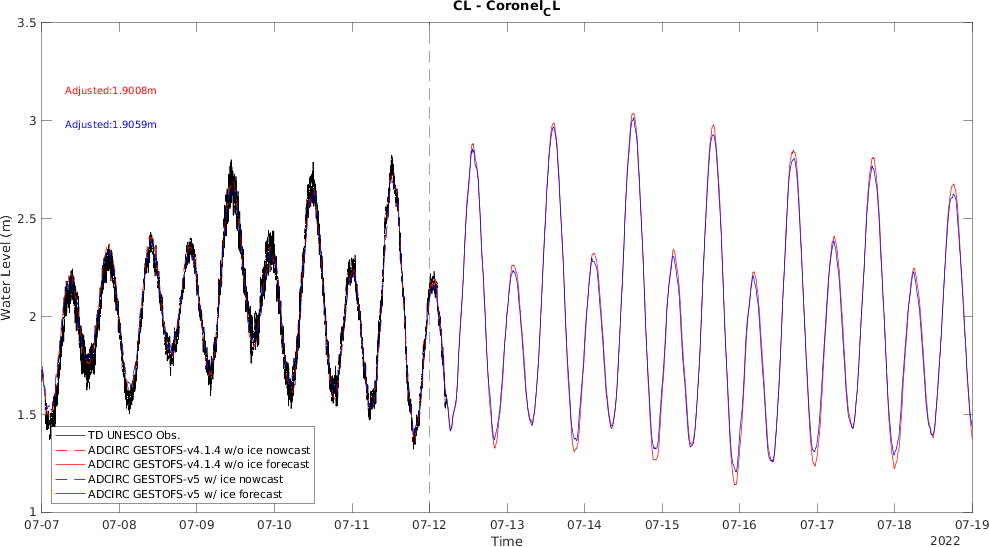 CL - Coronel_CL
3.5
3
2.5
2
1.5
1
Water Level (m)
Adjusted:1.9008m
Adjusted:1.9059m
TD UNESCO Obs.
ADCIRC GESTOFS-v4.1.4 w/o ice nowcast
ADCIRC GESTOFS-v4.1.4 w/o ice forecast
ADCIRC GESTOFS-v5 w/ ice nowcast
ADCIRC GESTOFS-v5 w/ ice forecast
07-07 07-08 07-09 07-10 07-11 07-12 07-13 07-14 07-15 07-16 07-17 07-18 07-19
Time
2022